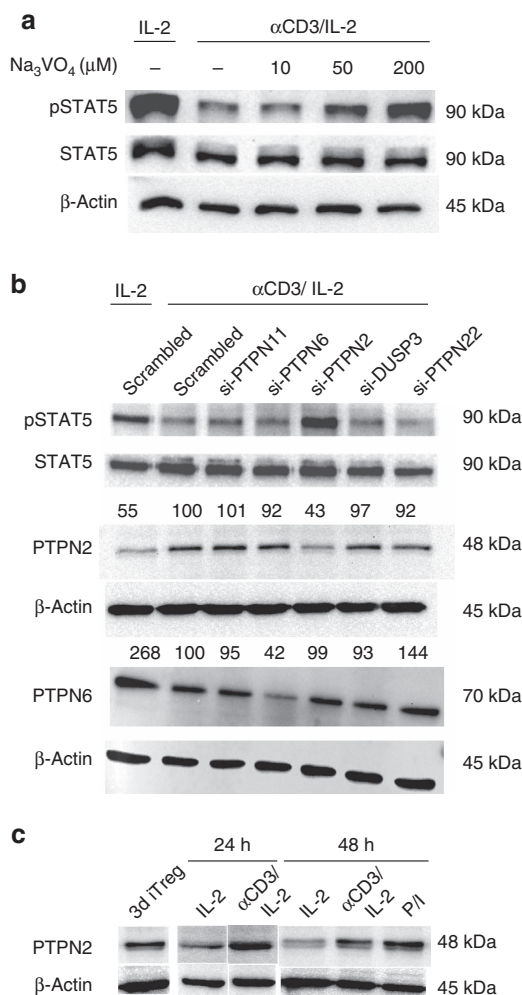 a
IL-2 αCD3/IL-2
Na3VO4 (μM) – – 10 50 200
pSTAT5 90 kDa
STAT5 90 kDa
β-Actin 45 kDa
b
IL-2 αCD3/ IL-2
Scrambled Scrambled si-PTPN11 si-PTPN6 si-PTPN2 si-DUSP3 si-PTPN22
pSTAT5 90 kDa
STAT5 90 kDa
55 100 101 92 43 97 92
PTPN2 48 kDa
β-Actin 45 kDa
268 100 95 42 99 93 144
PTPN6 70 kDa
β-Actin 45 kDa
c
24 h 48 h
3d iTreg IL-2 αCD3/ IL-2 IL-2 αCD3/ IL-2 P/I
PTPN2 48 kDa
β-Actin 45 kDa